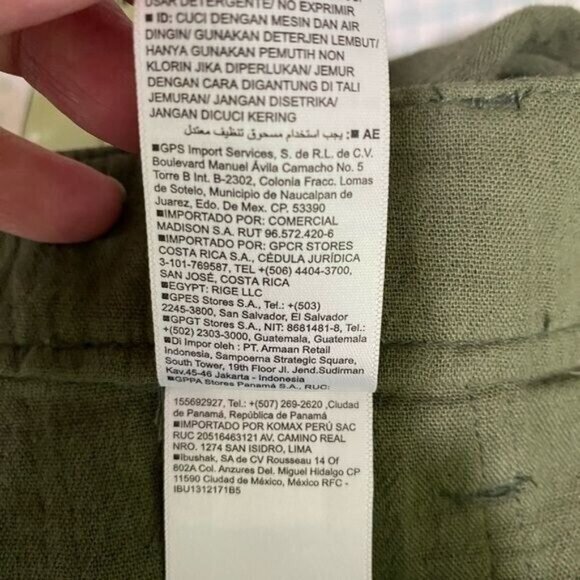 USAR DETERGENTE/ NO EXPRIMIR
■ID: CUCI DENGAN MESIN DAN AIR
DINGIN/ GUNAKAN DETERJEN LEMBUT/
HANYA GUNAKAN PEMUTIH NON
KLORIN JIKA DIPERLUKAN/ JEMUR
DENGAN CARA DIGANTUNG DI TALI
JEMURAN/ JANGAN DISETRIKA/
JANGAN DICUCI KERING
■ AE: يجب استخدام مسحوق تنظيف معتدل
■GPS Import Services, S. de R.L. de C.V.
Boulevard Manuel Ávila Camacho No. 5
Torre B Int. B-2302, Colonia Fracc. Lomas
de Sotelo, Municipio de Naucalpan de
Juarez, Edo. De Mex. CP. 53390
■IMPORTADO POR: COMERCIAL
MADISON S.A. RUT 96.572.420-6
■IMPORTADO POR: GPCR STORES
COSTA RICA S.A., CÉDULA JURÍDICA
3-101-769587, TEL +(506) 4404-3700,
SAN JOSÉ, COSTA RICA
■EGYPT: RIGE LLC
■GPES Stores S.A., Tel.: +(503)
2245-3800, San Salvador, El Salvador
■GPGT Stores S.A., NIT: 8681481-8, Tel.:
+(502) 2303-3000, Guatemala, Guatemala
■Di Impor oleh : PT. Armaan Retail
Indonesia, Sampoerna Strategic Square,
South Tower, 19th Floor Jl. Jend.Sudirman
Kav.45-46 Jakarta - Indonesia
■GPPA Stores Panamá S.A., RUC:
155692927, Tel.: +(507) 269-2620 ,Ciudad
de Panamá, República de Panamá
■IMPORTADO POR KOMAX PERÚ SAC
RUC 20516463121 AV. CAMINO REAL
NRO. 1274 SAN ISIDRO, LIMA
■Ibushak, SA de CV Rousseau 14 Of
802A Col. Anzures Del. Miguel Hidalgo CP
11590 Ciudad de México, México RFC -
IBU1312171B5